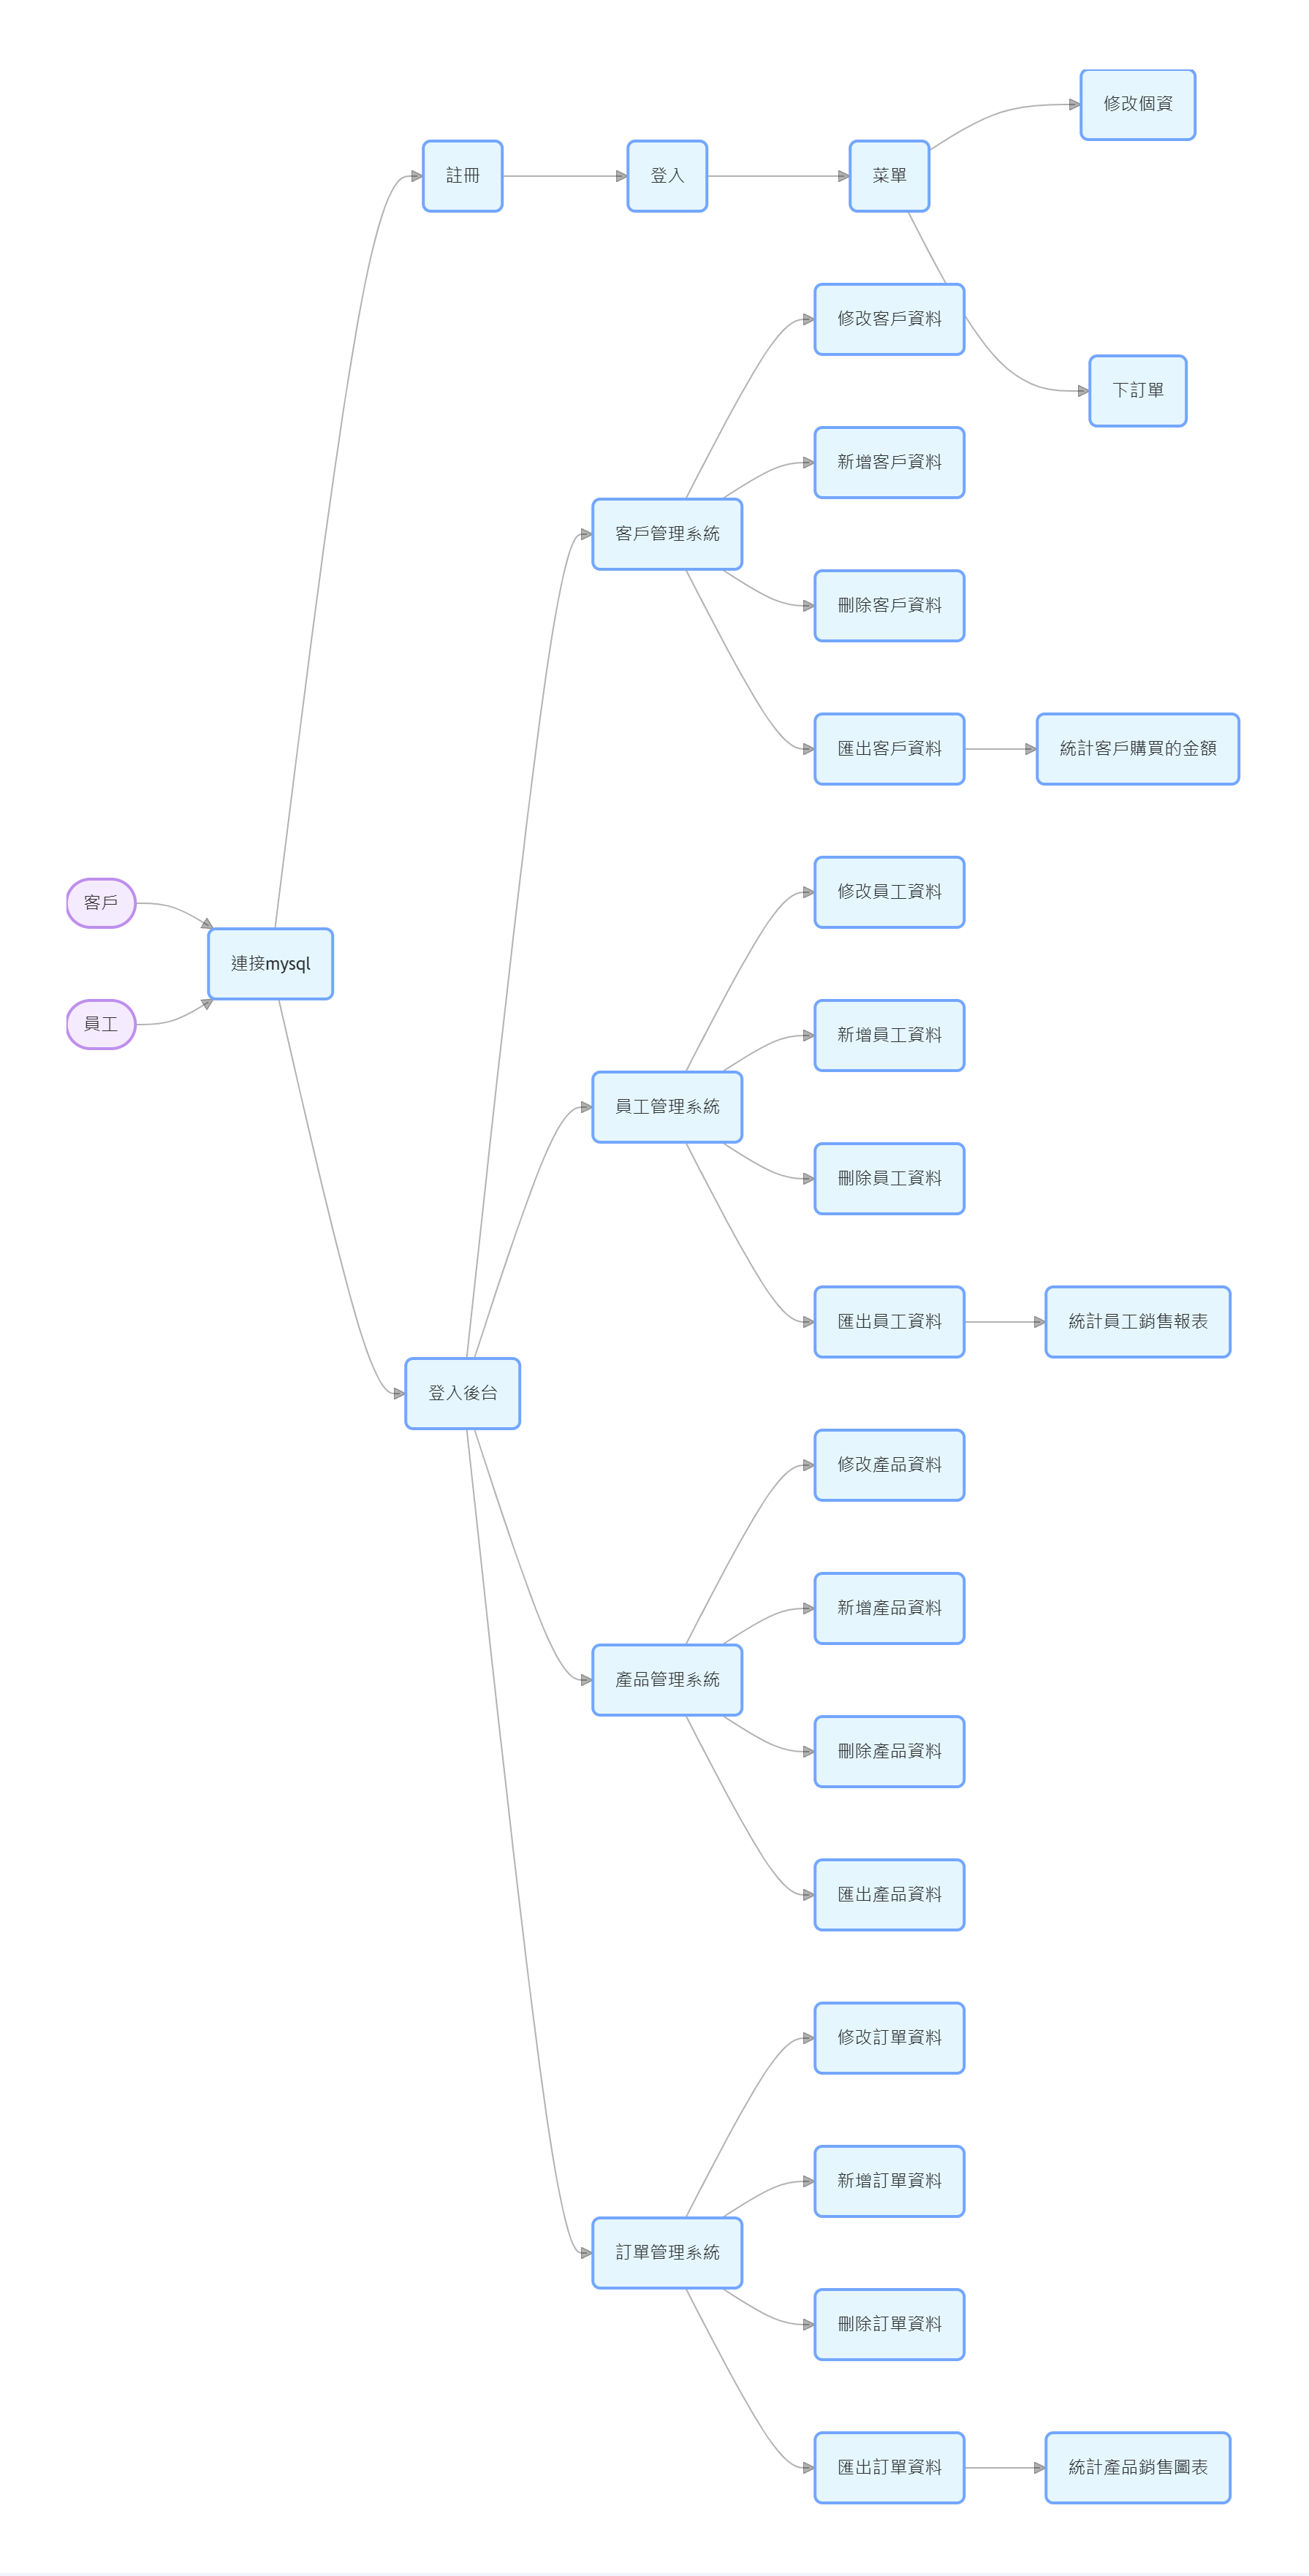 修改個資
註冊
登入
菜單
修改客戶資料
下訂單
新增客戶資料
客戶管理系統
刪除客戶資料
匯出客戶資料
統計客戶購買的金額
修改員工資料
客戶
連接mysql
員工
新增員工資料
員工管理系統
刪除員工資料
匯出員工資料
統計員工銷售報表
登入後台
修改產品資料
新增產品資料
產品管理系統
刪除產品資料
匯出產品資料
修改訂單資料
新增訂單資料
訂單管理系統
刪除訂單資料
匯出訂單資料
統計產品銷售圖表